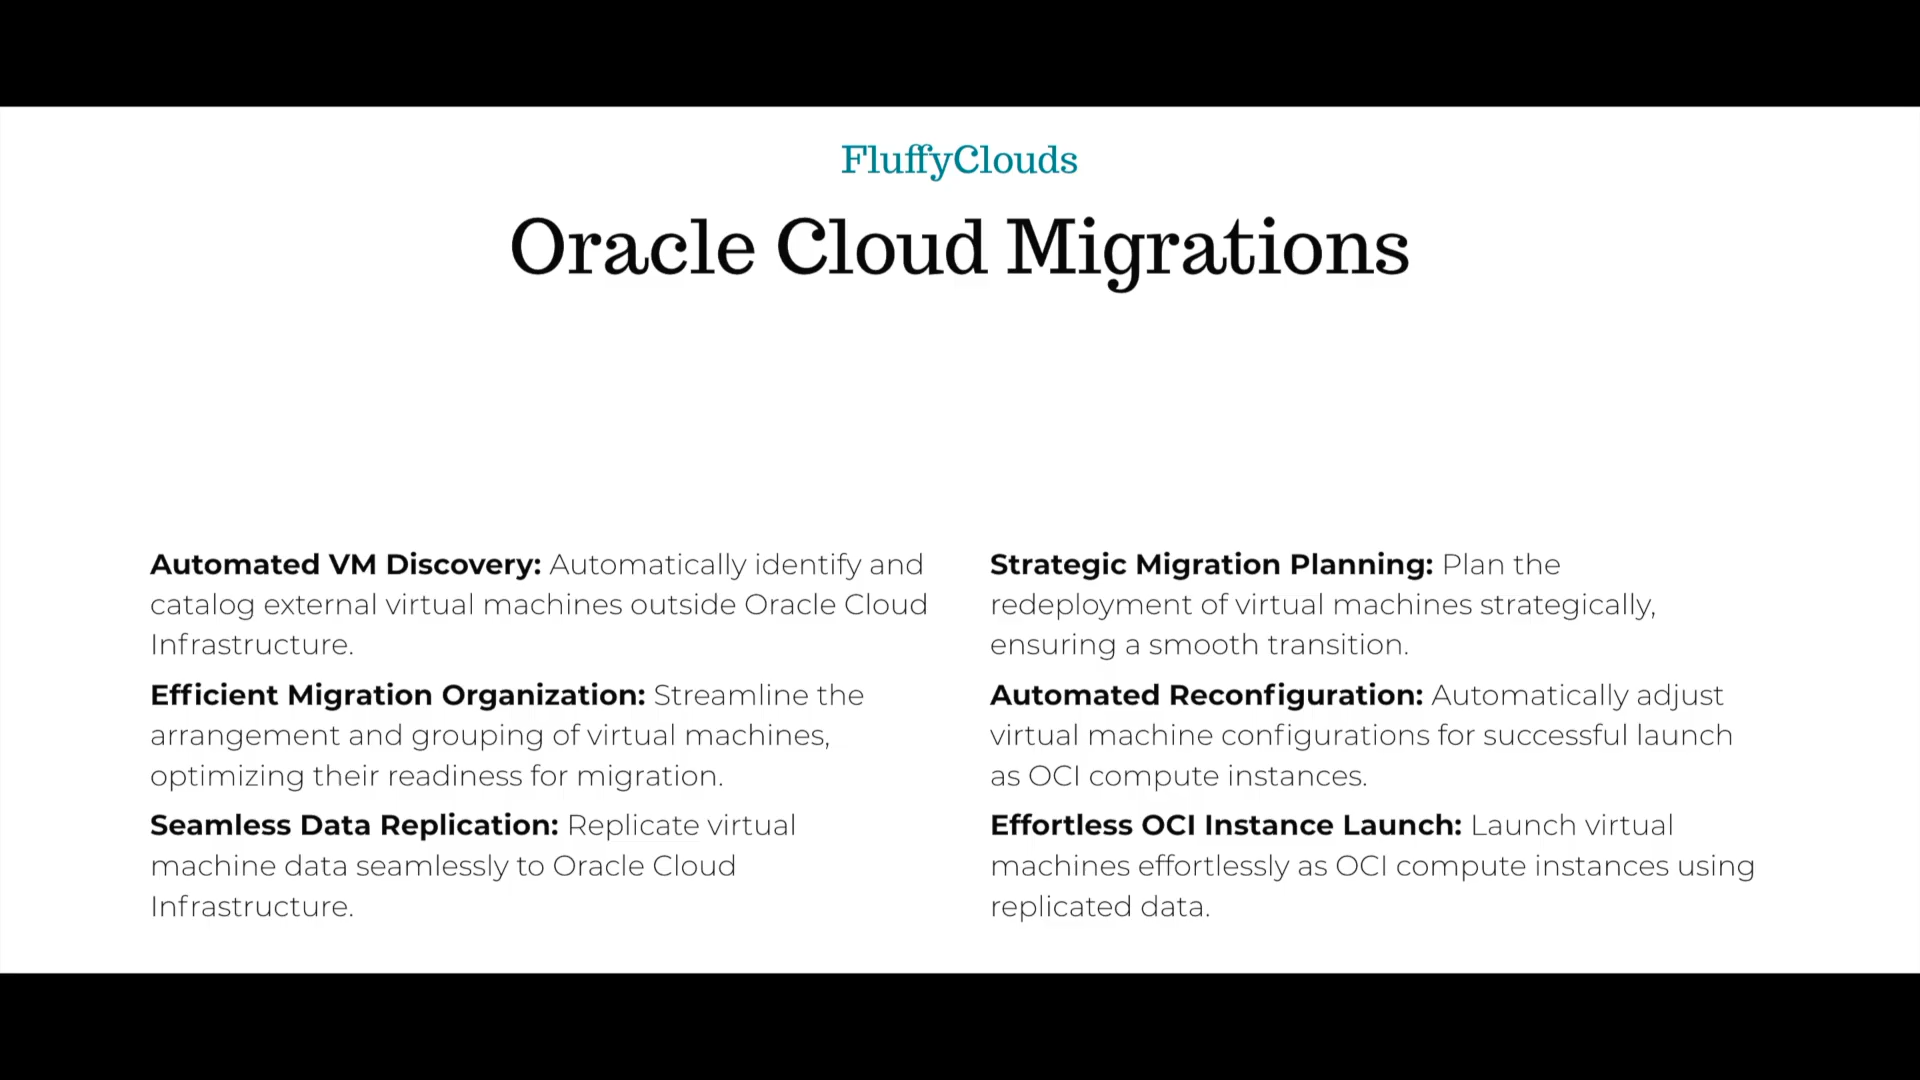 FluffyClouds
Oracle Cloud Migrations
Automated VM Discovery: Automatically identify and
catalog external virtual machines outside Oracle Cloud
Infrastructure.
Efficient Migration Organization: Streamline the
arrangement and grouping of virtual machines,
optimizing their readiness for migration.
Seamless Data Replication: Replicate virtual
machine data seamlessly to Oracle Cloud
Infrastructure.
Strategic Migration Planning: Plan the
redeployment of virtual machines strategically,
ensuring a smooth transition.
Automated Reconfiguration: Automatically adjust
virtual machine configurations for successful launch
as OCI compute instances.
Effortless OCI Instance Launch: Launch virtual
machines effortlessly as OCI compute instances using
replicated data.